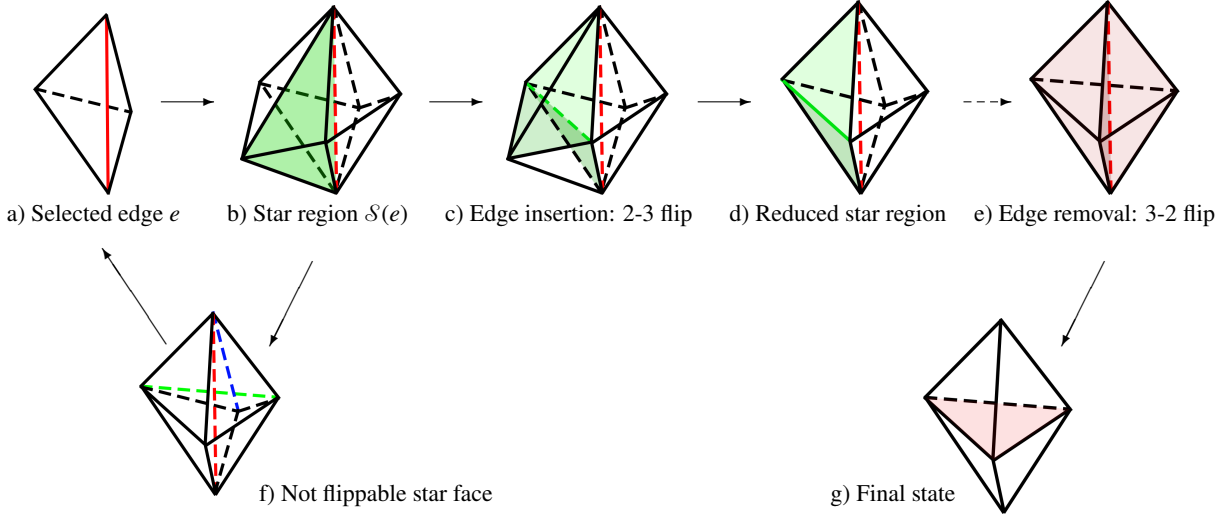 a) Selected edge e
b) Star region 𝒮(e)
c) Edge insertion: 2-3 flip
d) Reduced star region
e) Edge removal: 3-2 flip
f) Not flippable star face
g) Final state